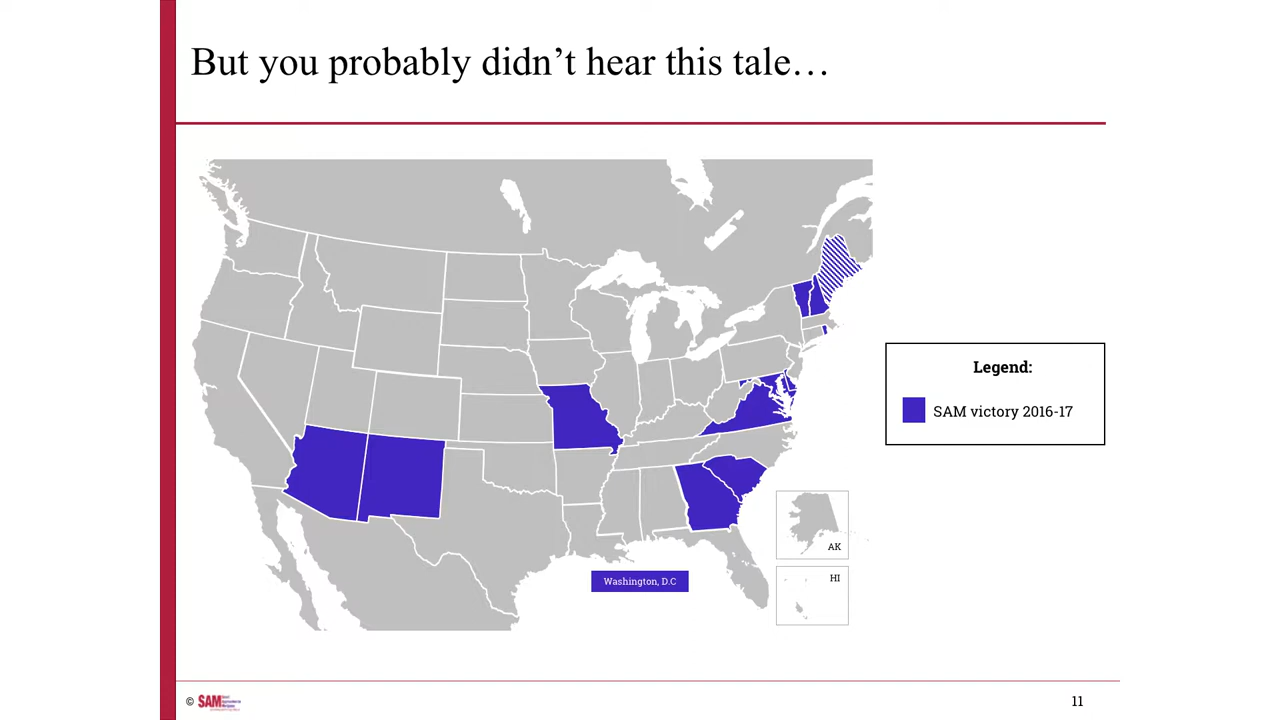 But you probably didn’t hear this tale…
Legend:
SAM victory 2016-17
AK
HI
Washington, D.C
© SAM
11